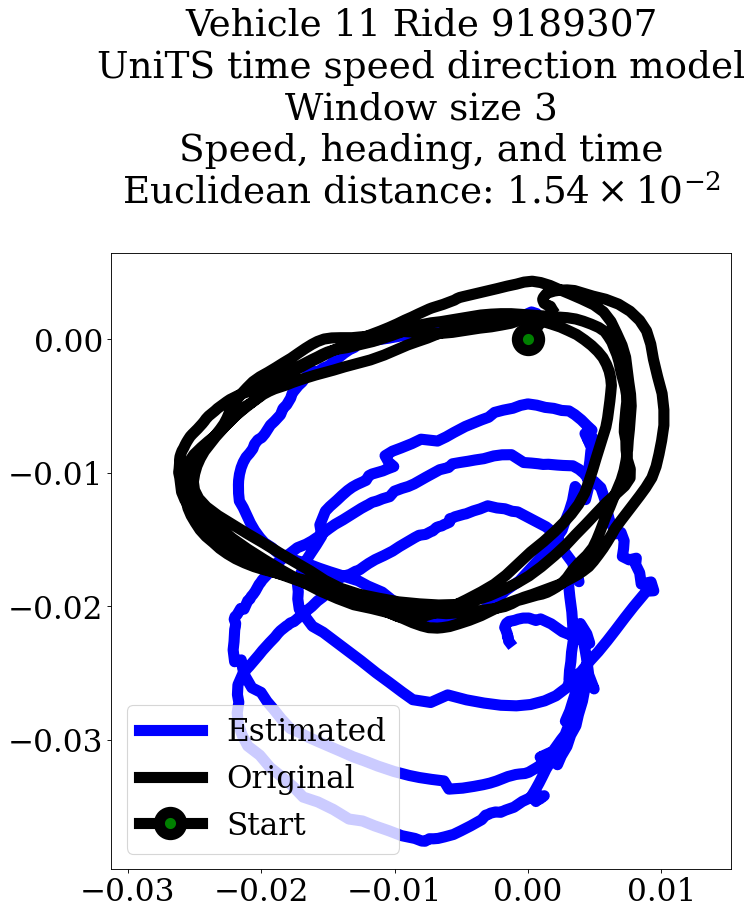 Vehicle 11 Ride 9189307
UniTS time speed direction model
Window size 3
Speed, heading, and time
Euclidean distance: 1.54 × 10⁻²
0.00
−0.01
−0.02
−0.03
Estimated
Original
Start
−0.03 −0.02 −0.01 0.00 0.01